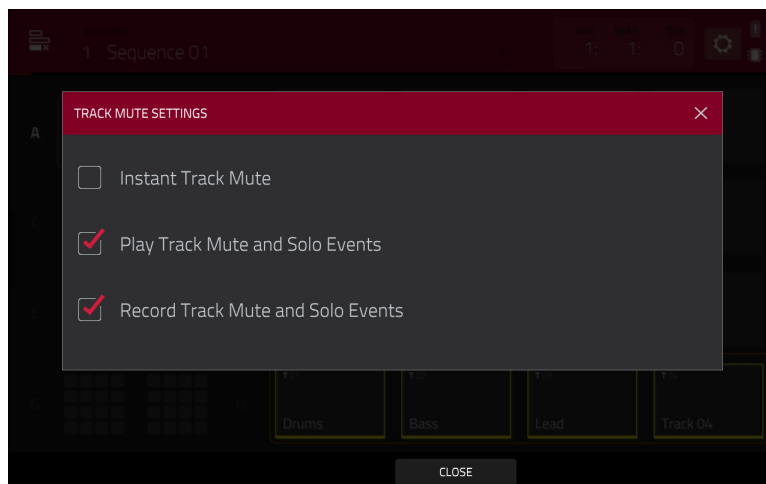 1 Sequence 01
1: 1: 0
TRACK MUTE SETTINGS
A
Instant Track Mute
C
Play Track Mute and Solo Events
E
Record Track Mute and Solo Events
G
H
Drums
Bass
Lead
Track 04
CLOSE